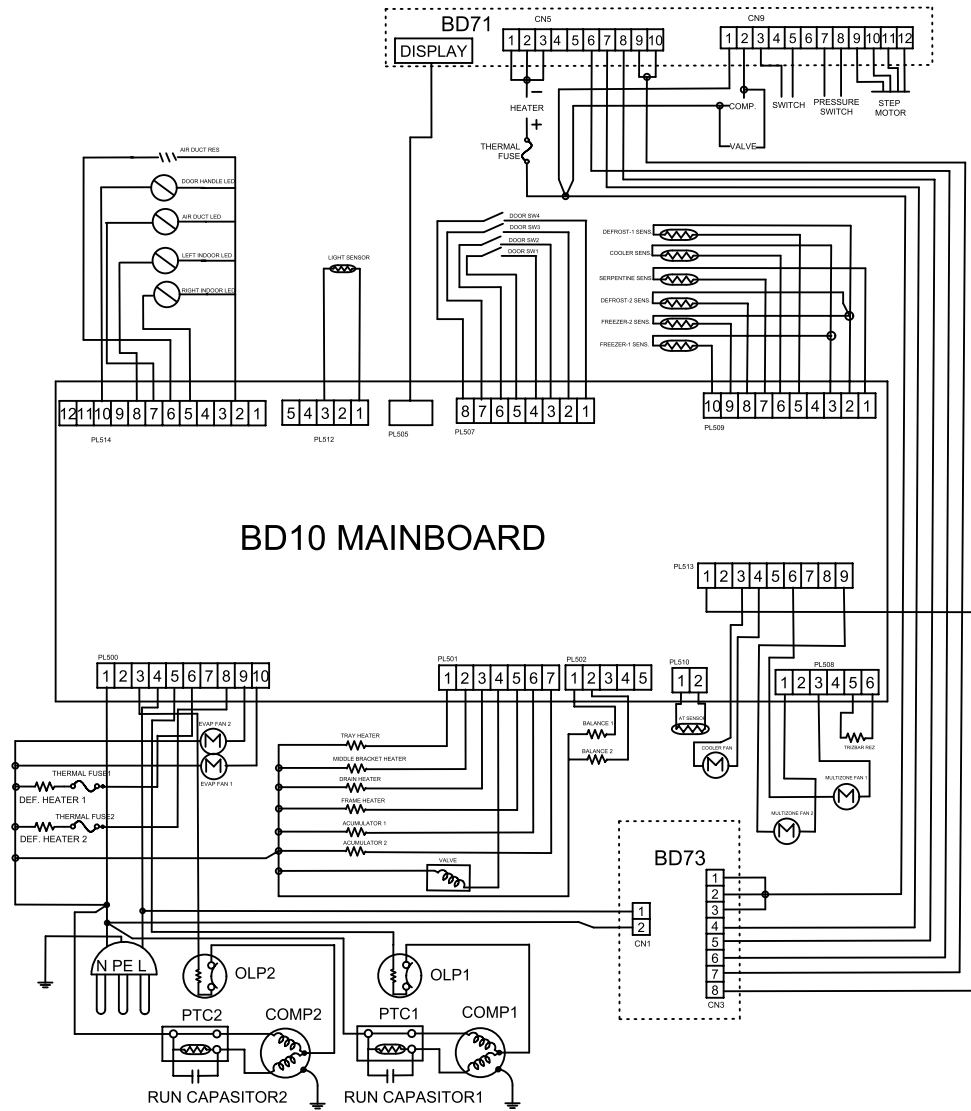 BD71
CN5
CN9
DISPLAY
1 2 3 4 5 6 7 8 9 10
1 2 3 4 5 6 7 8 9 10 11 12
HEATER
COMP.
SWITCH
PRESSURE
SWITCH
STEP
MOTOR
THERMAL
FUSE
VALVE
AIR DUCT RES
DOOR HANDLE LED
AIR DUCT LED
LEFT INDOOR LED
RIGHT INDOOR LED
LIGHT SENSOR
DOOR SW4
DOOR SW3
DOOR SW2
DOOR SW1
DEFROST-1 SENS.
COOLER SENS.
SERPENTINE SENS.
DEFROST-2 SENS.
FREEZER-2 SENS.
FREEZER-1 SENS.
12 11 10 9 8 7 6 5 4 3 2 1
PL514
5 4 3 2 1
PL512
PL505
8 7 6 5 4 3 2 1
PL507
10 9 8 7 6 5 4 3 2 1
PL509
BD10 MAINBOARD
PL513
1 2 3 4 5 6 7 8 9
PL500
1 2 3 4 5 6 7 8 9 10
PL501
1 2 3 4 5 6 7
PL502
1 2 3 4 5
PL510
1 2
PL508
1 2 3 4 5 6
EVAP FAN 2
M
M
EVAP FAN 1
THERMAL FUSE1
DEF. HEATER 1
THERMAL FUSE2
DEF. HEATER 2
TRAY HEATER
MIDDLE BRACKET HEATER
DRAIN HEATER
FRAME HEATER
ACUMULATOR 1
ACUMULATOR 2
VALVE
BALANCE 1
BALANCE 2
AT SENSOR
COOLER FAN
M
TRIZBAR REZ
MULTIZONE FAN 1
M
MULTIZONE FAN 2
M
BD73
1
2
3
4
5
6
7
8
CN3
1
2
CN1
N PE L
OLP2
OLP1
PTC2
COMP2
PTC1
COMP1
RUN CAPASITOR2
RUN CAPASITOR1